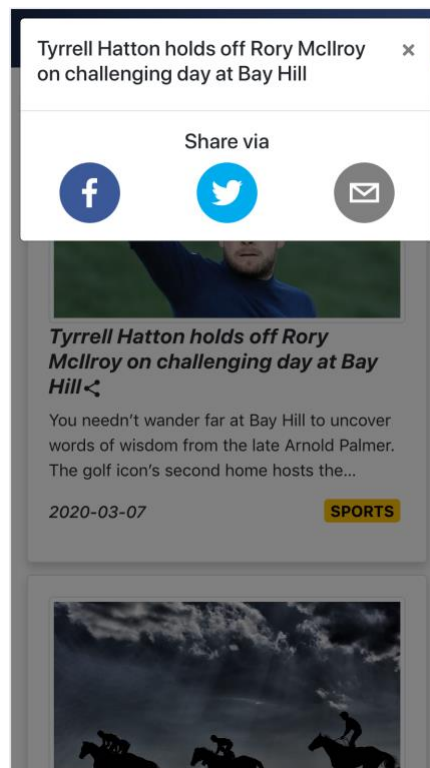 Tyrrell Hatton holds off Rory McIlroy ×
on challenging day at Bay Hill
Share via
Tyrrell Hatton holds off Rory
McIlroy on challenging day at Bay
Hill
You needn’t wander far at Bay Hill to uncover
words of wisdom from the late Arnold Palmer.
The golf icon’s second home hosts the...
2020-03-07 SPORTS